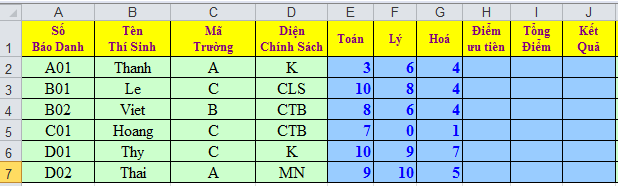 A B C D E F G H I J
1 Số Báo Danh Tên Thí Sinh Mã Trường Diện Chính Sách Toán Lý Hoá Điểm ưu tiên Tổng Điểm Kết Quả
2 A01 Thanh A K 3 6 4
3 B01 Le C CLS 10 8 4
4 B02 Viet B CTB 8 6 4
5 C01 Hoang C CTB 7 0 1
6 D01 Thy C K 10 9 7
7 D02 Thai A MN 9 10 5